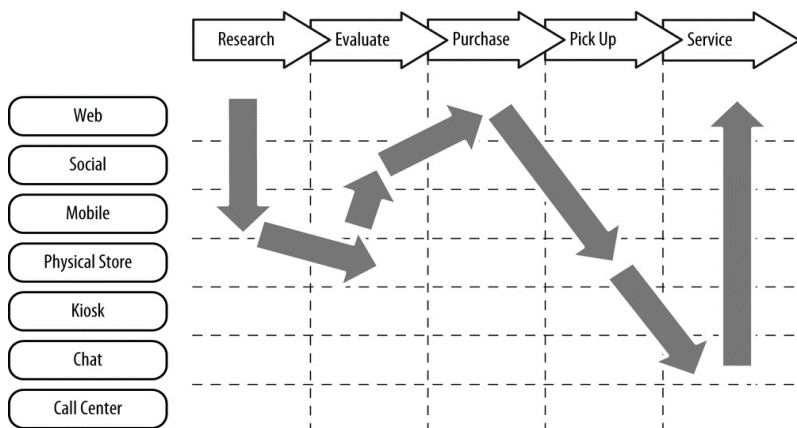 Research
Evaluate
Purchase
Pick Up
Service
Web
Social
Mobile
Physical Store
Kiosk
Chat
Call Center